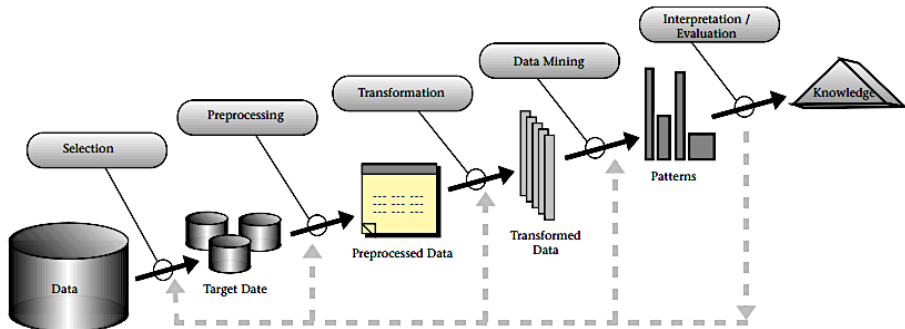 Interpretation /
Evaluation
Data Mining
Transformation
Preprocessing
Selection
Knowledge
Patterns
Transformed
Data
Preprocessed Data
Target Date
Data